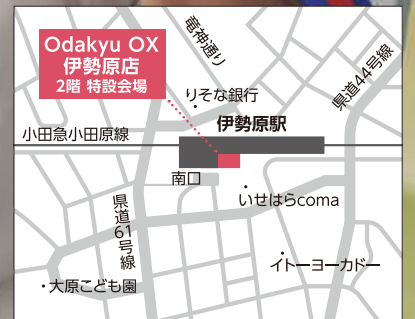 Odakyu OX
伊勢原店
2階 特設会場
竜神通り
県道44号線
りそな銀行
伊勢原駅
小田急小田原線
南口
いせはらcoma
県道61号線
イトーヨーカドー
大原こども園